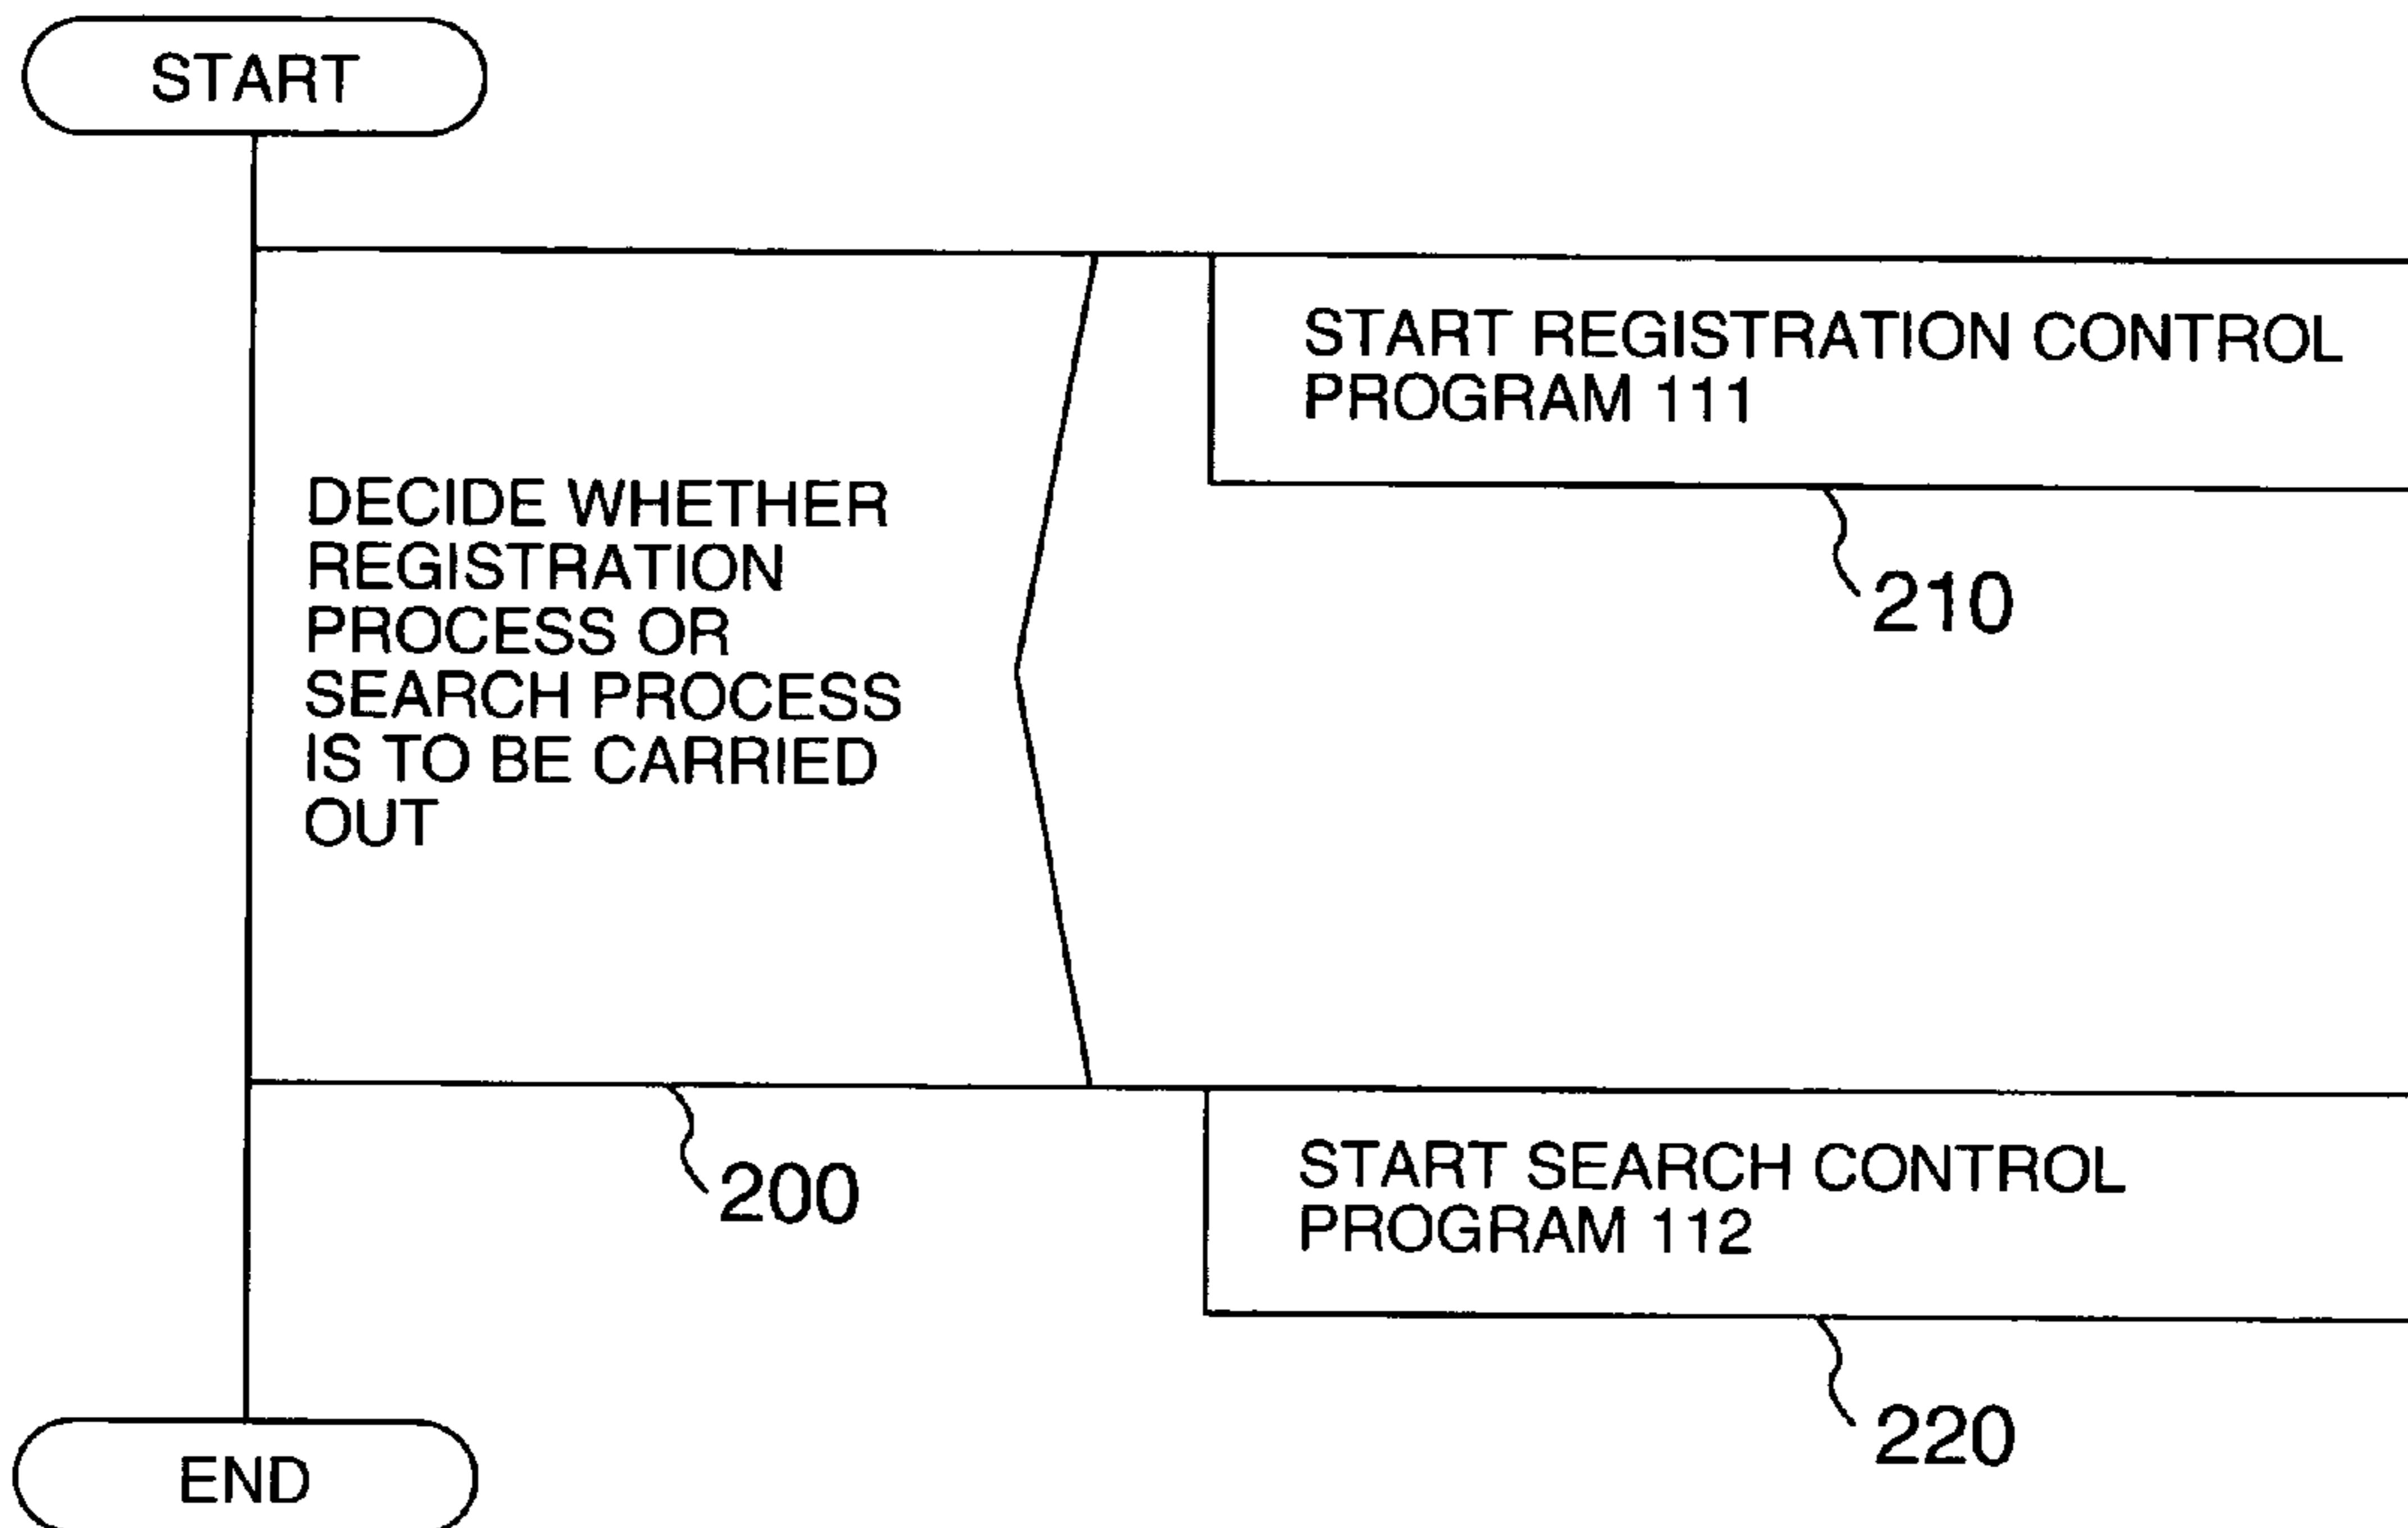 START
START REGISTRATION CONTROL
PROGRAM 111
210
DECIDE WHETHER
REGISTRATION
PROCESS OR
SEARCH PROCESS
IS TO BE CARRIED
OUT
200
START SEARCH CONTROL
PROGRAM 112
220
END